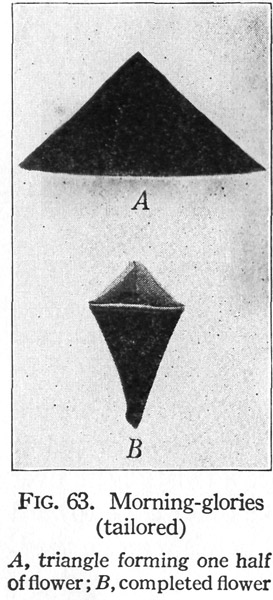 A
B
FIG. 63. Morning-glories
(tailored)
A, triangle forming one half
of flower; B, completed flower